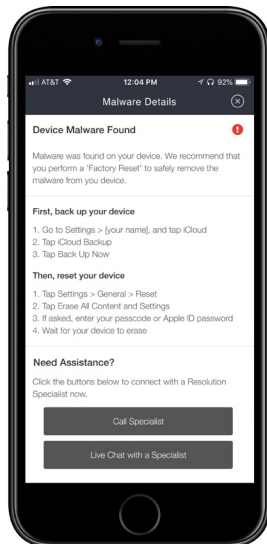 AT&T 12:04 PM 92%
Malware Details
Device Malware Found
Malware was found on your device. We recommend that
you perform a 'Factory Reset' to safely remove the
malware from you device.
First, back up your device
1. Go to Settings > [your name], and tap iCloud
2. Tap iCloud Backup
3. Tap Back Up Now
Then, reset your device
1. Tap Settings > General > Reset
2. Tap Erase All Content and Settings
3. If asked, enter your passcode or Apple ID password
4. Wait for your device to erase
Need Assistance?
Click the buttons below to connect with a Resolution
Specialist now.
Call Specialist
Live Chat with a Specialist